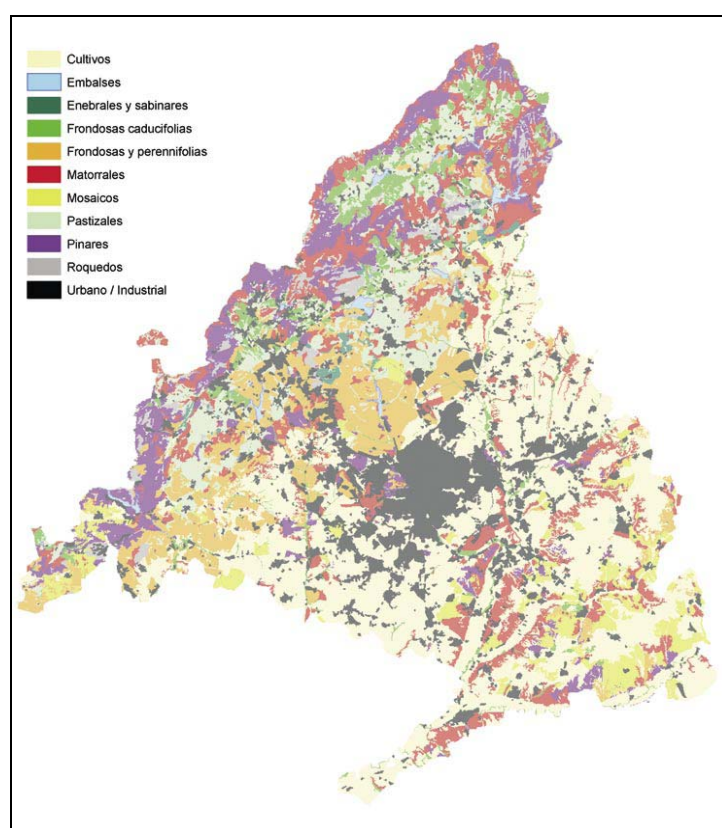 Cultivos
Embalses
Enebrales y sabinares
Frondosas caducifolias
Frondosas y perennifolias
Matorrales
Mosaicos
Pastizales
Pinares
Roquedos
Urbano / Industrial